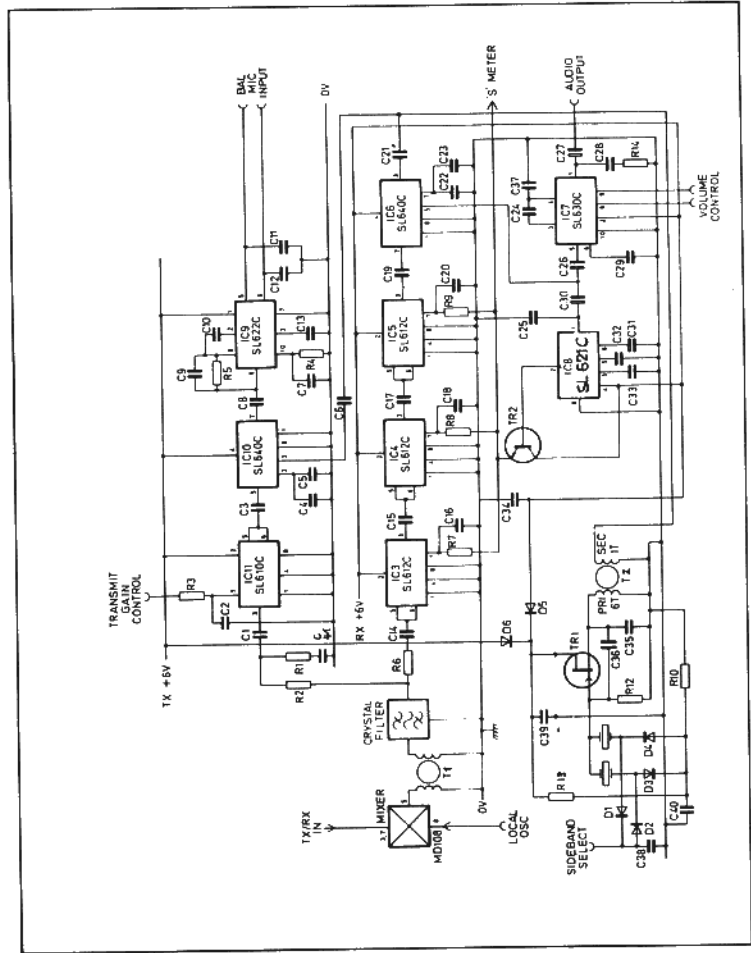 TRANSMIT
GAIN
CONTROL
TX +6V
R3
C2
C1
R1
R2
C 41
IC11
SL610C
C3
IC10
SL640C
C4
C5
C8
C9
R5
C10
IC9
SL622C
C7
R4
C13
C12
C11
BAL
MIC
INPUT
0V
C6
TX/RX
IN
MIXER
MD108
LOCAL
OSC
T1
CRYSTAL
FILTER
R6
C14
RX +6V
IC3
SL612C
R7
C16
C15
IC4
SL612C
R8
C18
C17
IC5
SL612C
R9
C20
C19
IC6
SL640C
C21
C22
C23
0V
'S' METER
SIDEBAND
SELECT
D1
D2
C38
D3
D4
C40
R13
C39
D6
D5
TR1
R12
C36
C35
R10
PRI
6T
SEC
1T
T2
C34
TR2
IC8
SL621C
C33
C32
C31
C25
C30
C26
C29
C24
C37
IC7
SL630C
C27
C28
R14
AUDIO
OUTPUT
VOLUME
CONTROL